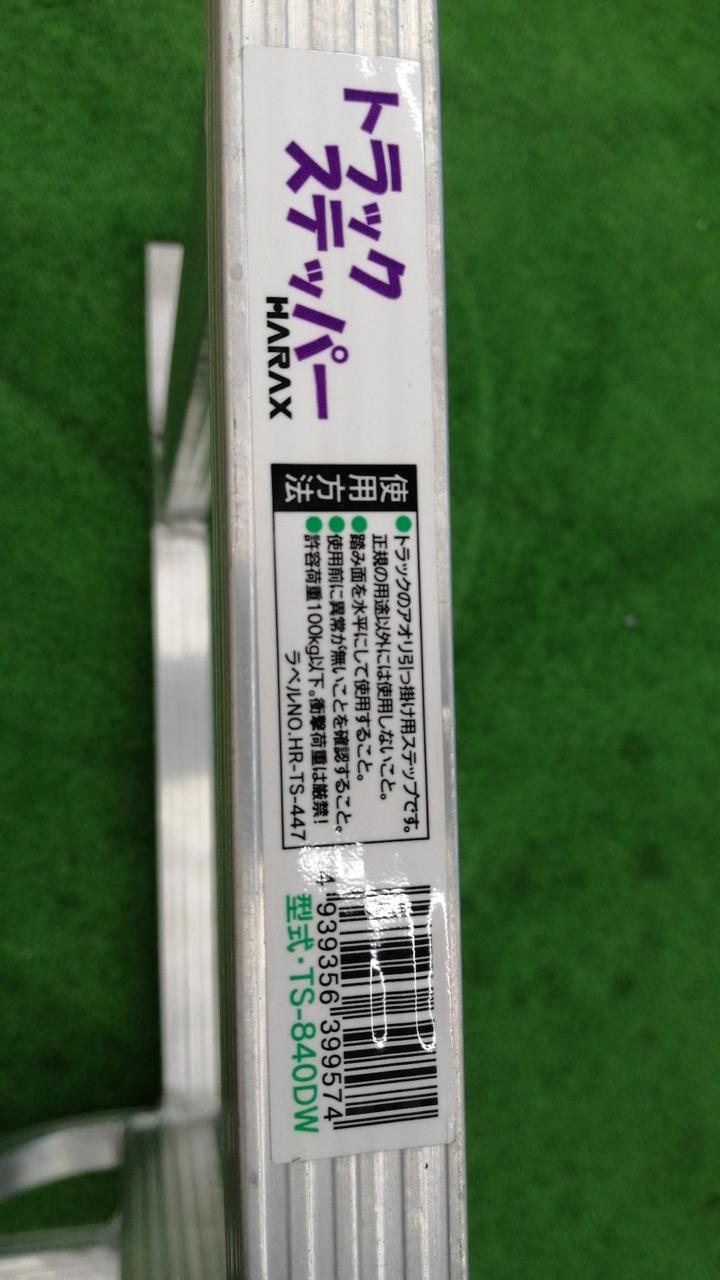 トラック
ステッパー
HARAX
使用方法
●トラックのアオリ引っ掛け用ステップです。
正規の用途以外には使用しないこと。
●踏み面を水平にして使用すること。
●使用前に異常が無いことを確認すること。
●許容荷重100kg以下。衝撃荷重は厳禁!
ラベルNO.HR-TS-447
4 939356 399574
型式・TS-840DW